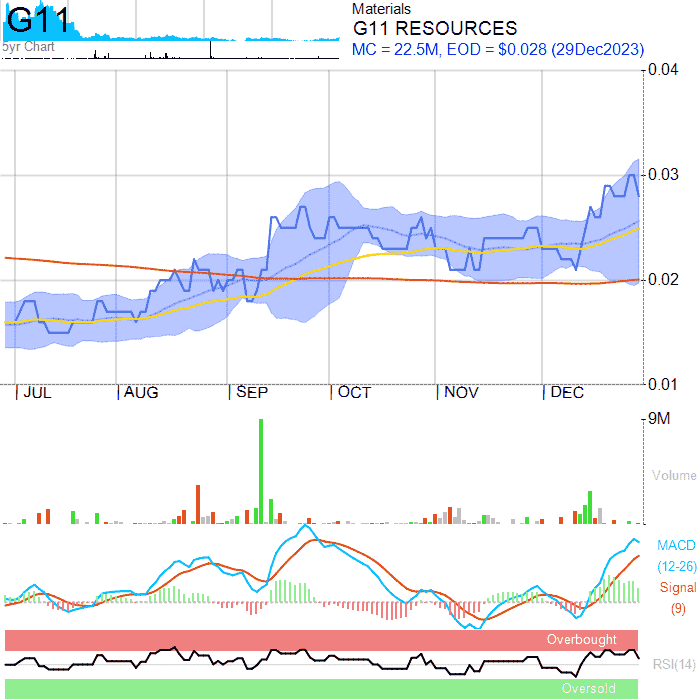 G11
5yr Chart
Materials
G11 RESOURCES
MC = 22.5M, EOD = $0.028 (29Dec2023)
0.04
0.03
0.02
0.01
JUL AUG SEP OCT NOV DEC
9M
Volume
MACD
(12-26)
Signal
(9)
Overbought
RSI(14)
Oversold